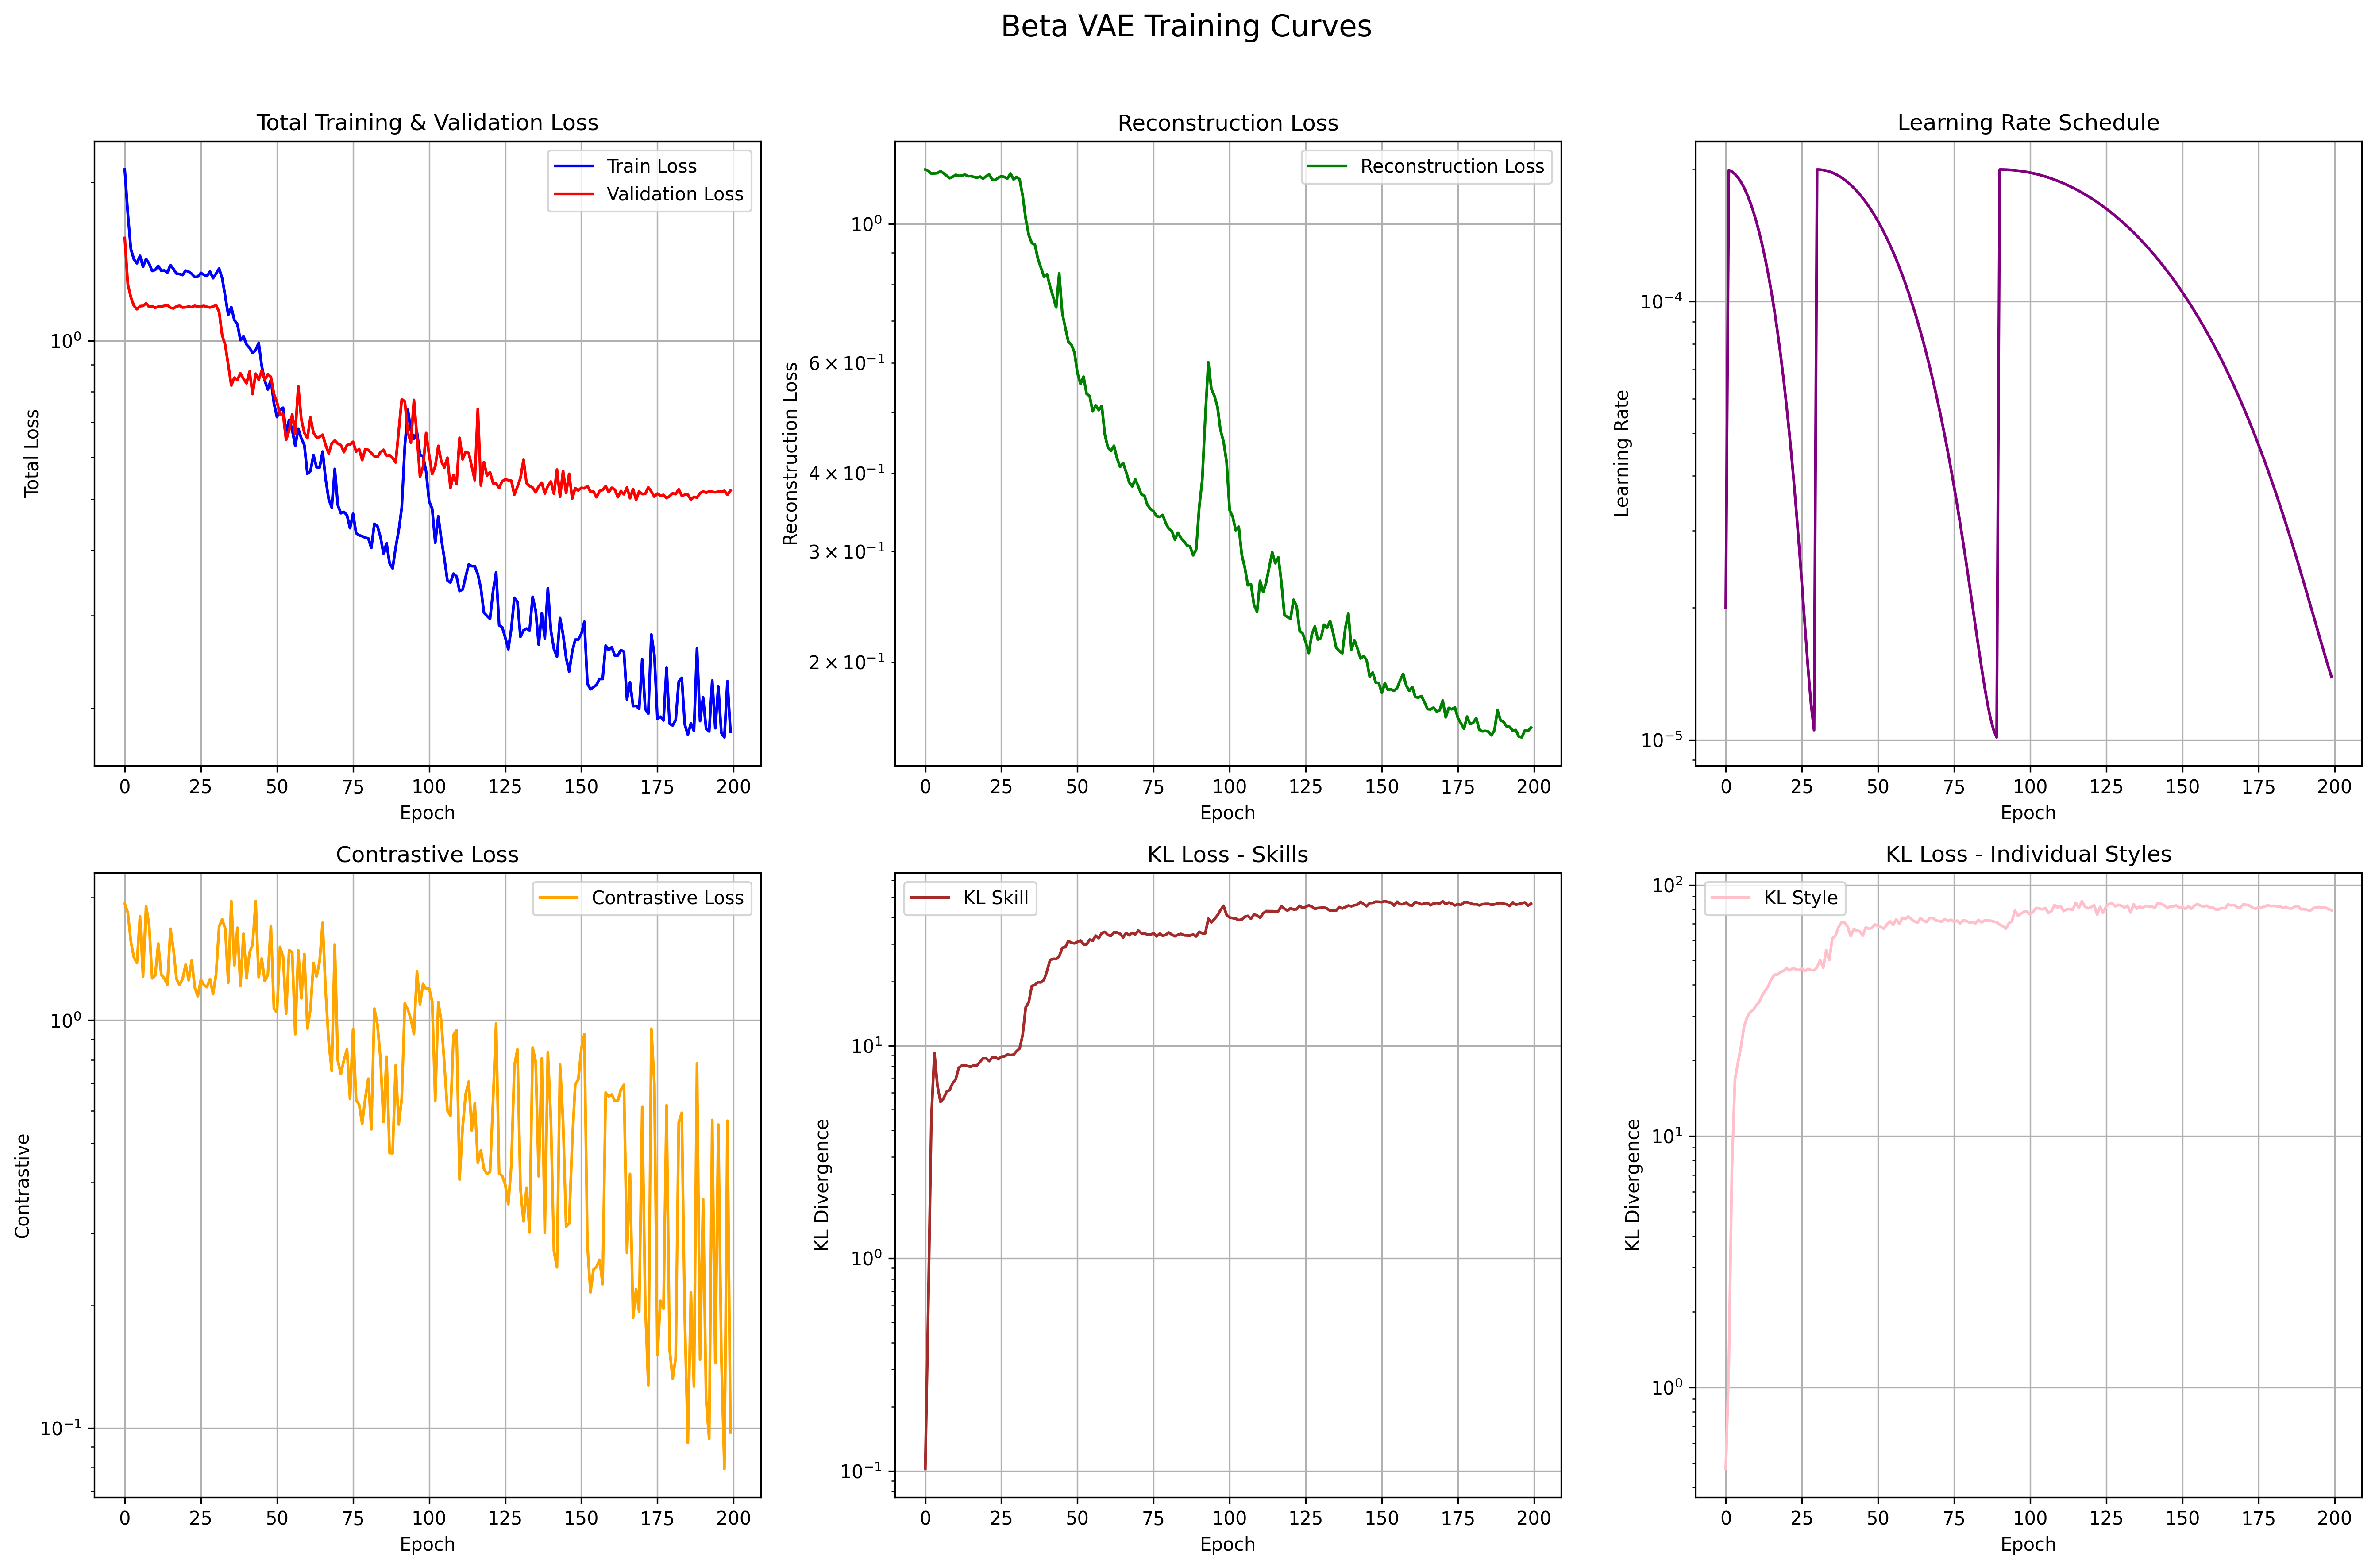 Beta VAE Training Curves
Total Training & Validation Loss
Train Loss
Validation Loss
10⁰
Total Loss
0 25 50 75 100 125 150 175 200
Epoch
Reconstruction Loss
Reconstruction Loss
10⁰
6 × 10⁻¹
4 × 10⁻¹
3 × 10⁻¹
2 × 10⁻¹
Reconstruction Loss
0 25 50 75 100 125 150 175 200
Epoch
Learning Rate Schedule
10⁻⁴
10⁻⁵
Learning Rate
0 25 50 75 100 125 150 175 200
Epoch
Contrastive Loss
Contrastive Loss
10⁰
10⁻¹
Contrastive
0 25 50 75 100 125 150 175 200
Epoch
KL Loss - Skills
KL Skill
10¹
10⁰
10⁻¹
KL Divergence
0 25 50 75 100 125 150 175 200
Epoch
KL Loss - Individual Styles
KL Style
10²
10¹
10⁰
KL Divergence
0 25 50 75 100 125 150 175 200
Epoch